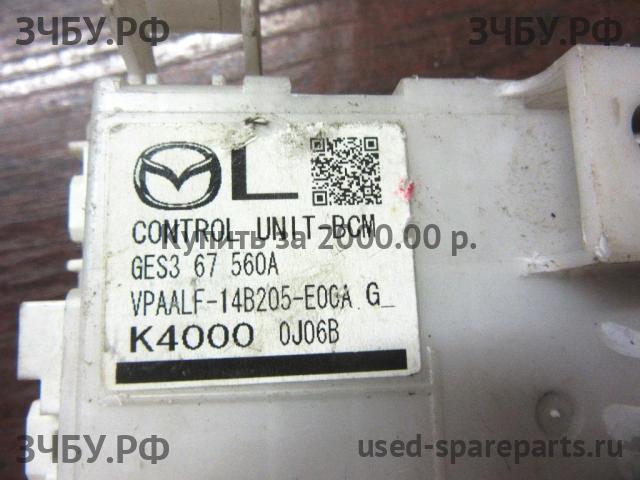 ЗЧБУ.РФ
ЗЧБУ.РФ
L
CONTROL UNIT-BCM
Купить за 2000.00 р.
GES3 67 560A
VPAALF-14B205-E00A G_
K4000 0J06B
ЗЧБУ.РФ
used-spareparts.ru